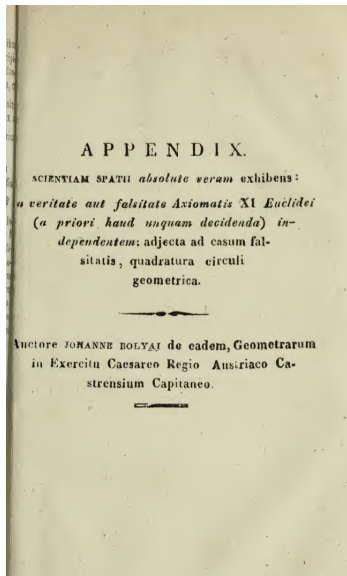 APPENDIX.
SCIENTIAM SPATII absolute veram exhibens:
a veritate aut falsitate Axiomatis XI Euclidei
(a priori haud unquam decidenda) in-
dependentem; adjecta ad casum fal-
sitatis, quadratura circuli
geometrica.
Auctore JOHANNE BOLYAI de eadem, Geometrarum
in Exercitu Caesareo Regio Austriaco Ca-
strensium Capitaneo.